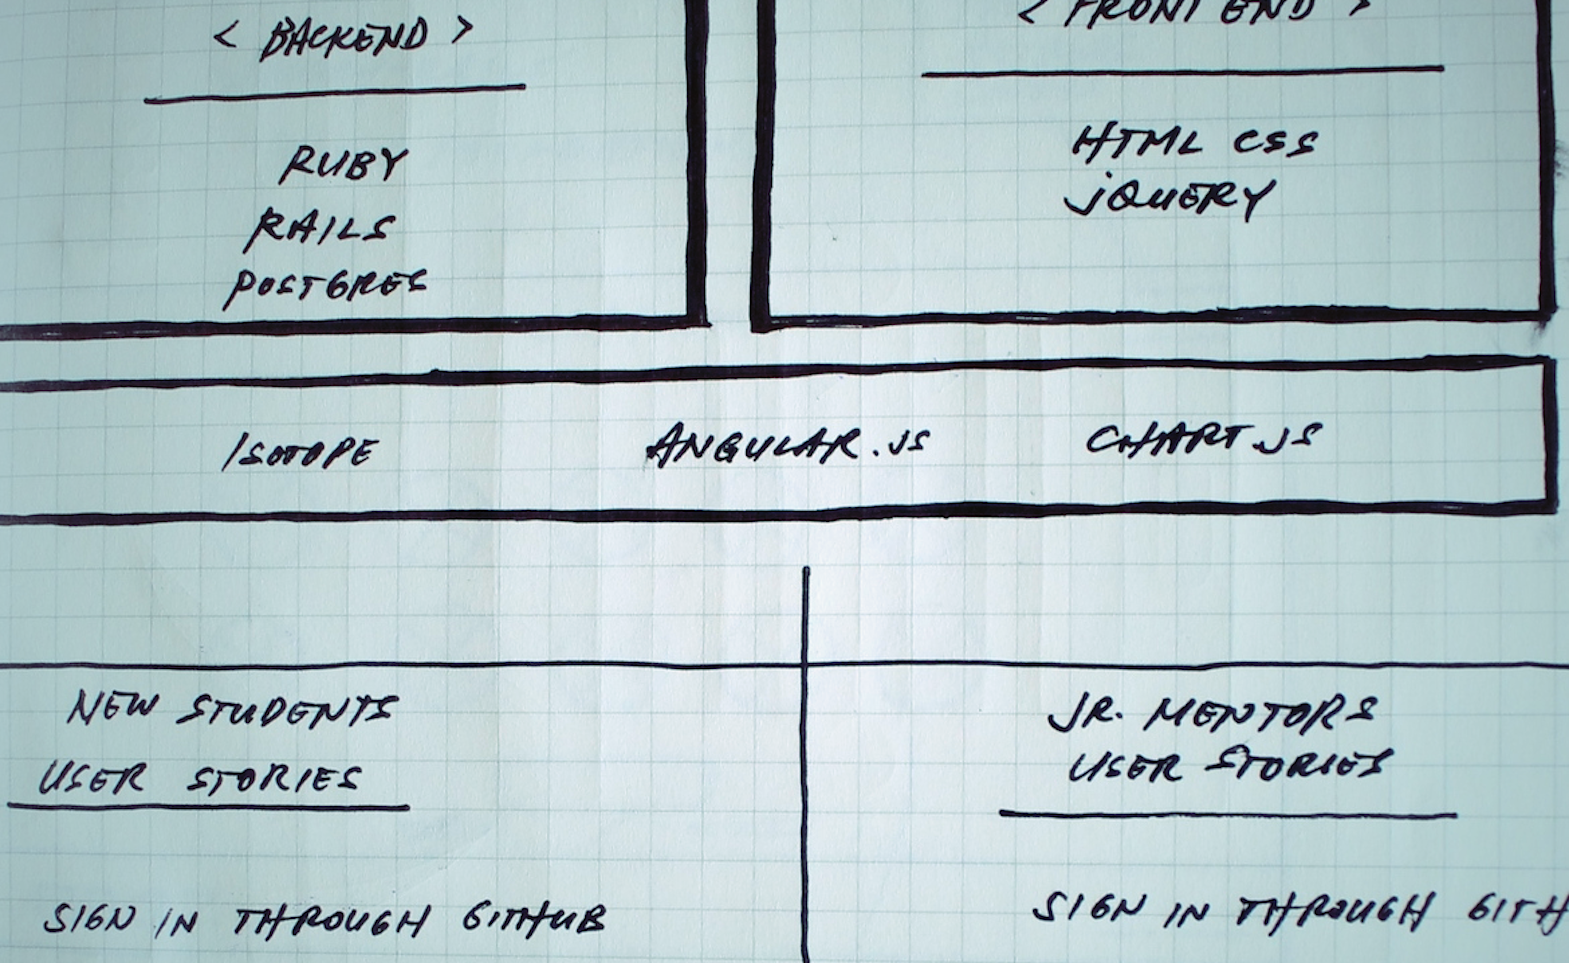 < BACKEND >
RUBY
RAILS
POSTGRES
< FRONT END >
HTML CSS
jQUERY
ISOTOPE ANGULAR.JS CHART.JS
NEW STUDENTS
USER STORIES
SIGN IN THROUGH GITHUB
JR. MENTORS
USER STORIES
SIGN IN THROUGH GITH